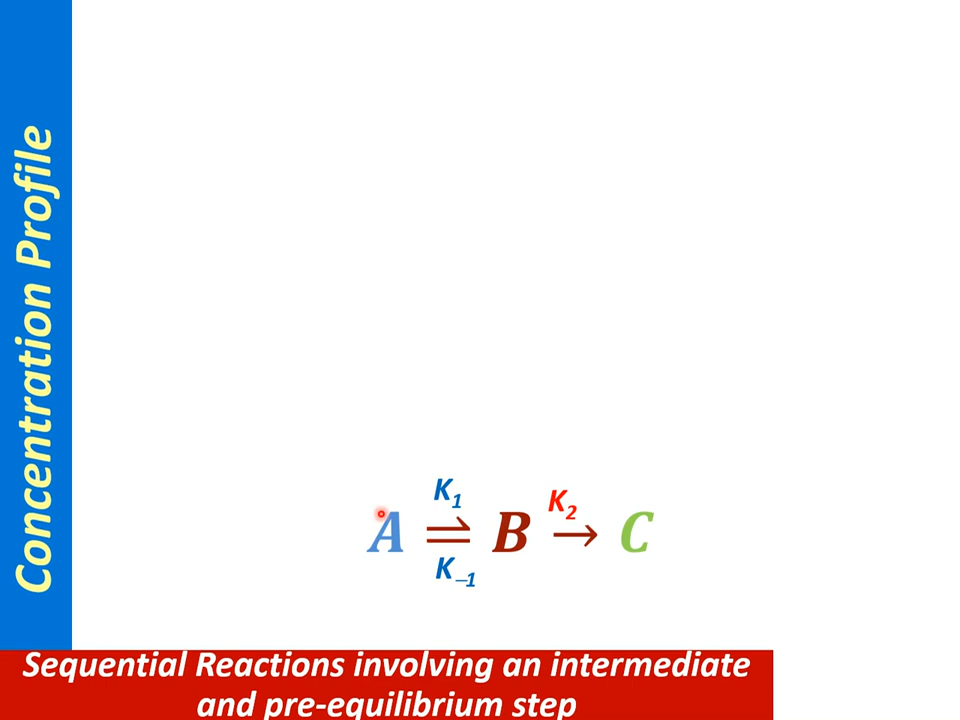 Concentration Profile
K₁ K₂
A ⇌ B → C
K₋₁
Sequential Reactions involving an intermediate
and pre-equilibrium step